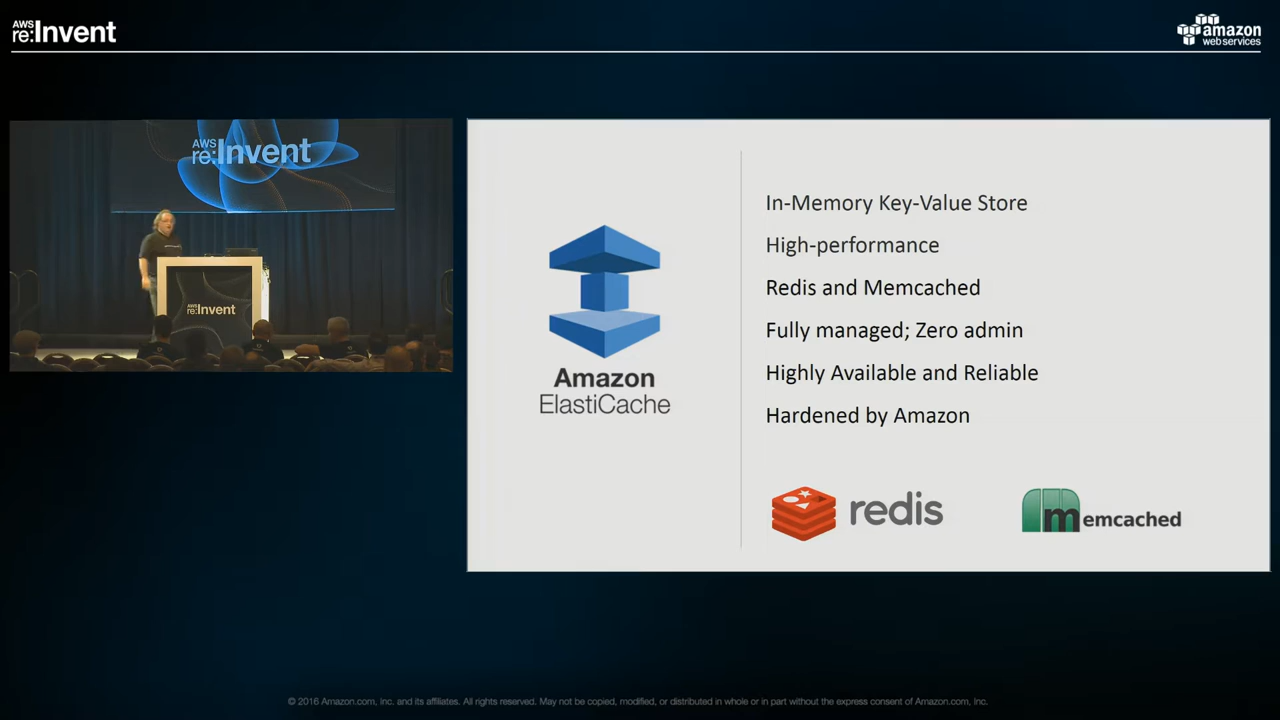 AWS
re:Invent
amazon
webservices
AWS
re:Invent
AWS
re:Invent
Amazon
ElastiCache
In-Memory Key-Value Store
High-performance
Redis and Memcached
Fully managed; Zero admin
Highly Available and Reliable
Hardened by Amazon
redis
memcached
© 2016 Amazon.com, Inc. and its affiliates. All rights reserved. May not be copied, modified, or distributed in whole or in part without the express consent of Amazon.com, Inc.